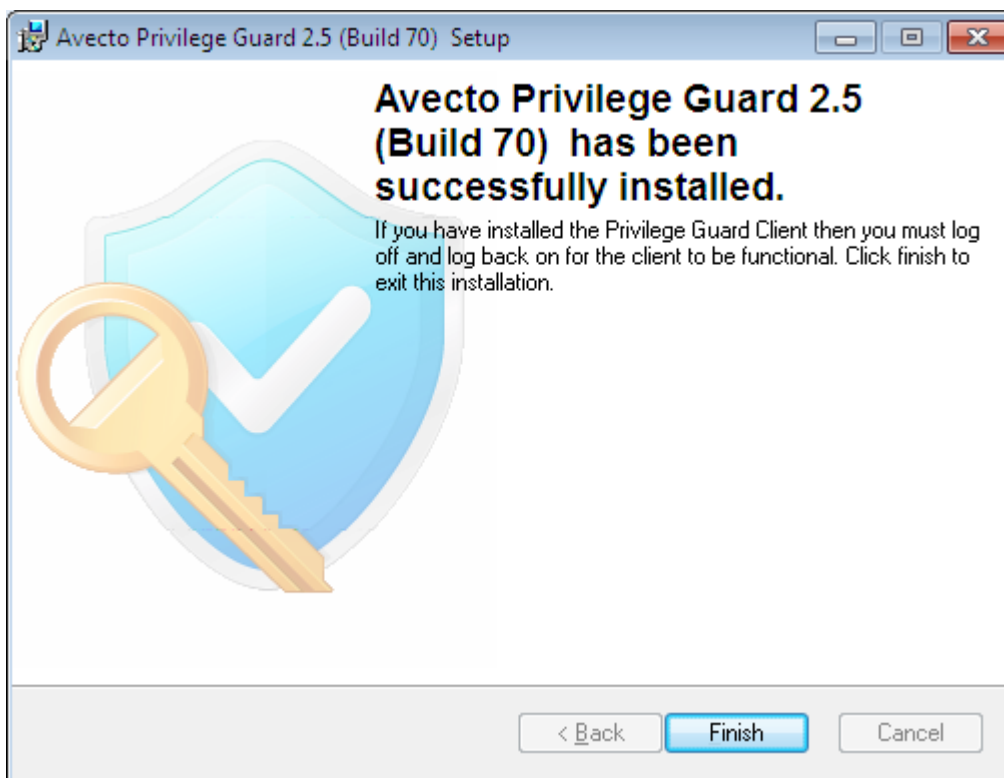 Avecto Privilege Guard 2.5 (Build 70)  Setup
Avecto Privilege Guard 2.5
(Build 70)  has been
successfully installed.
If you have installed the Privilege Guard Client then you must log
off and log back on for the client to be functional. Click finish to
exit this installation.
< Back
Finish
Cancel